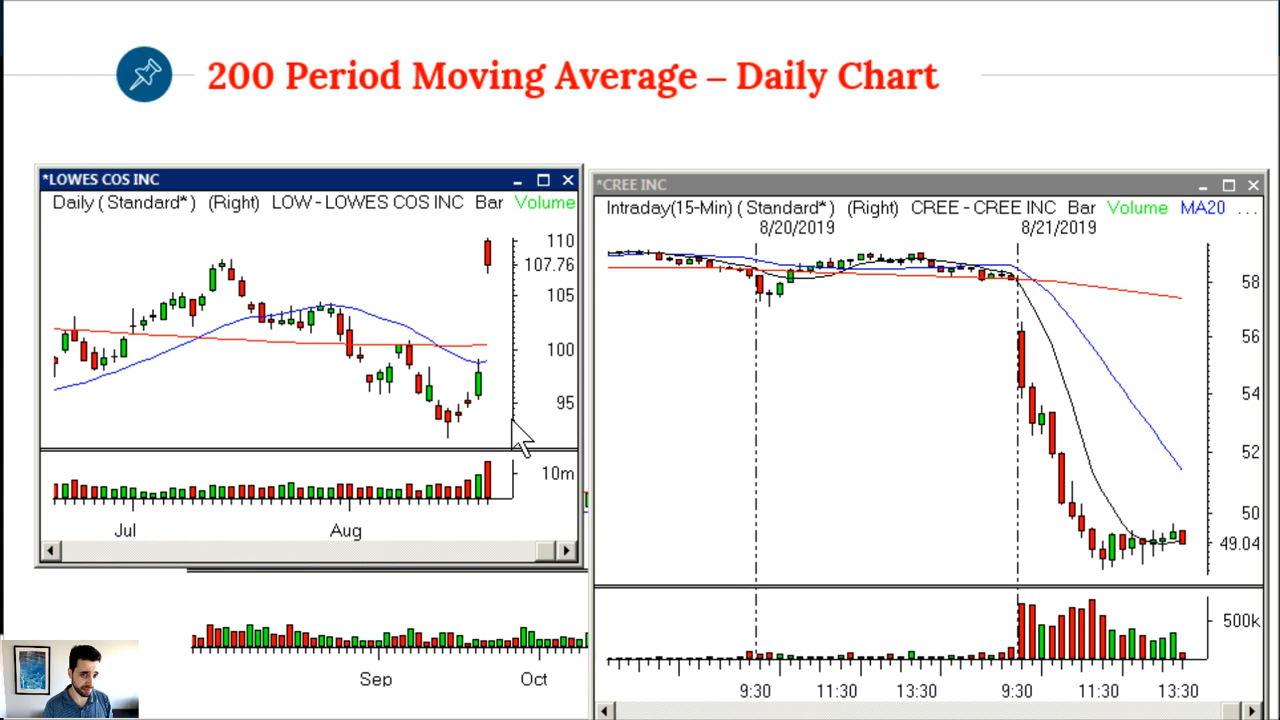 200 Period Moving Average – Daily Chart
*LOWES COS INC
Daily (Standard*) (Right) LOW - LOWES COS INC Bar Volume
110
107.76
105
100
95
10m
Jul Aug
Sep Oct
*CREE INC
Intraday(15-Min) (Standard*) (Right) CREE - CREE INC Bar Volume MA20 ...
8/20/2019 8/21/2019
58
56
54
52
50
49.04
500k
9:30 11:30 13:30 9:30 11:30 13:30